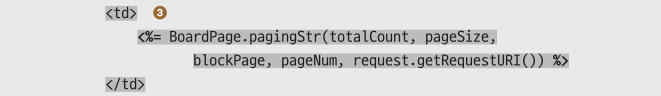 <td> ❸
<%= BoardPage.pagingStr(totalCount, pageSize,
blockPage, pageNum, request.getRequestURI()) %>
</td>